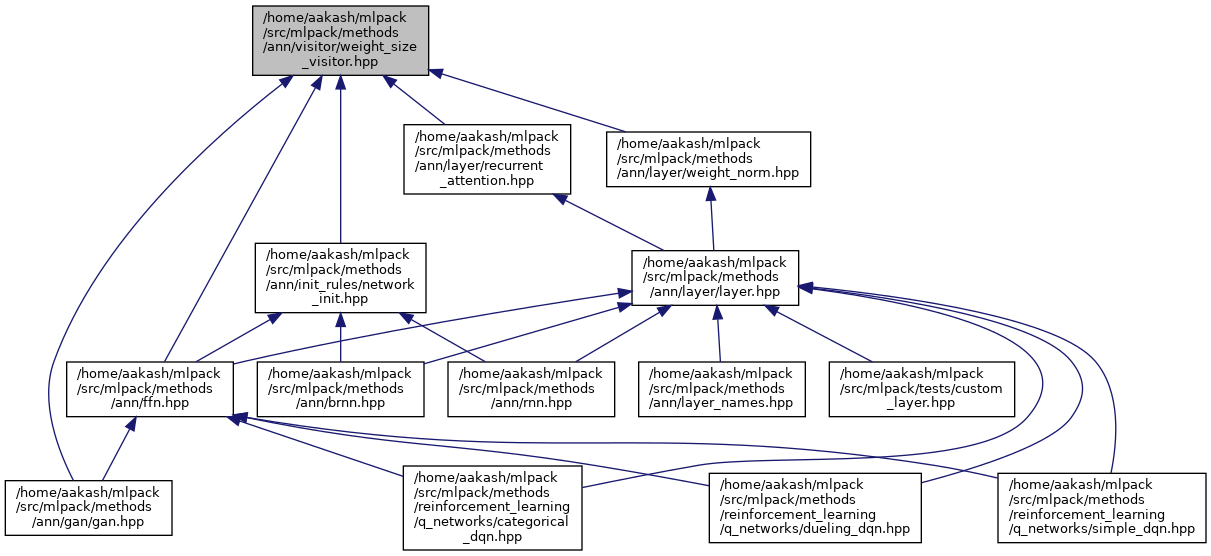 /home/aakash/mlpack
/src/mlpack/methods
/ann/visitor/weight_size
_visitor.hpp
/home/aakash/mlpack
/src/mlpack/methods
/ann/layer/recurrent
_attention.hpp
/home/aakash/mlpack
/src/mlpack/methods
/ann/layer/weight_norm.hpp
/home/aakash/mlpack
/src/mlpack/methods
/ann/init_rules/network
_init.hpp
/home/aakash/mlpack
/src/mlpack/methods
/ann/layer/layer.hpp
/home/aakash/mlpack
/src/mlpack/methods
/ann/ffn.hpp
/home/aakash/mlpack
/src/mlpack/methods
/ann/brnn.hpp
/home/aakash/mlpack
/src/mlpack/methods
/ann/rnn.hpp
/home/aakash/mlpack
/src/mlpack/methods
/ann/layer_names.hpp
/home/aakash/mlpack
/src/mlpack/tests/custom
_layer.hpp
/home/aakash/mlpack
/src/mlpack/methods
/ann/gan/gan.hpp
/home/aakash/mlpack
/src/mlpack/methods
/reinforcement_learning
/q_networks/categorical
_dqn.hpp
/home/aakash/mlpack
/src/mlpack/methods
/reinforcement_learning
/q_networks/dueling_dqn.hpp
/home/aakash/mlpack
/src/mlpack/methods
/reinforcement_learning
/q_networks/simple_dqn.hpp